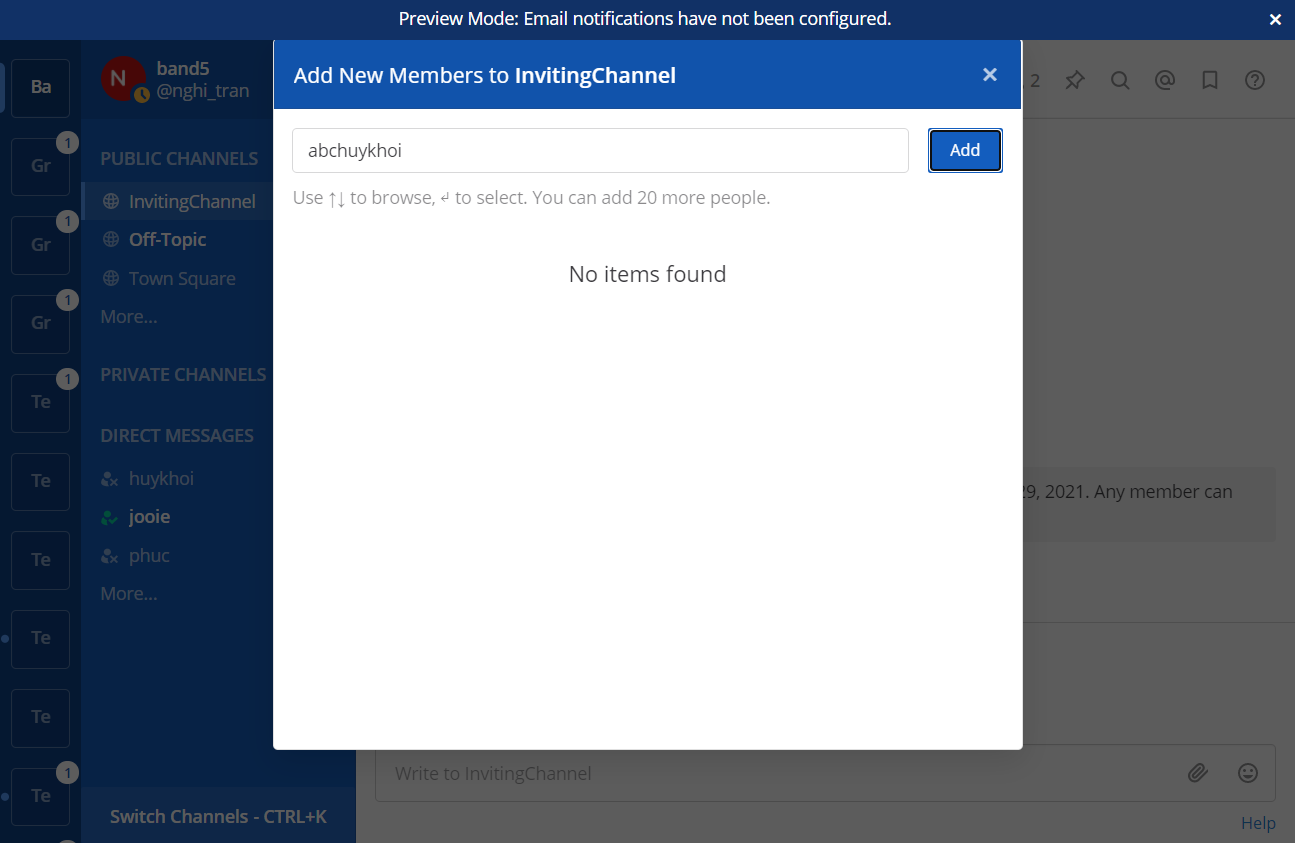 Preview Mode: Email notifications have not been configured.
×
Ba
1
Gr
1
Gr
1
Gr
1
Te
Te
Te
Te
Te
1
Te
N
band5
@nghi_tran
PUBLIC CHANNELS
InvitingChannel
Off-Topic
Town Square
More...
PRIVATE CHANNELS
DIRECT MESSAGES
huykhoi
jooie
phuc
More...
Switch Channels - CTRL+K
Add New Members to InvitingChannel
×
abchuykhoi
Add
Use ↑↓ to browse, ↵ to select. You can add 20 more people.
No items found
2
29, 2021. Any member can
Write to InvitingChannel
Help